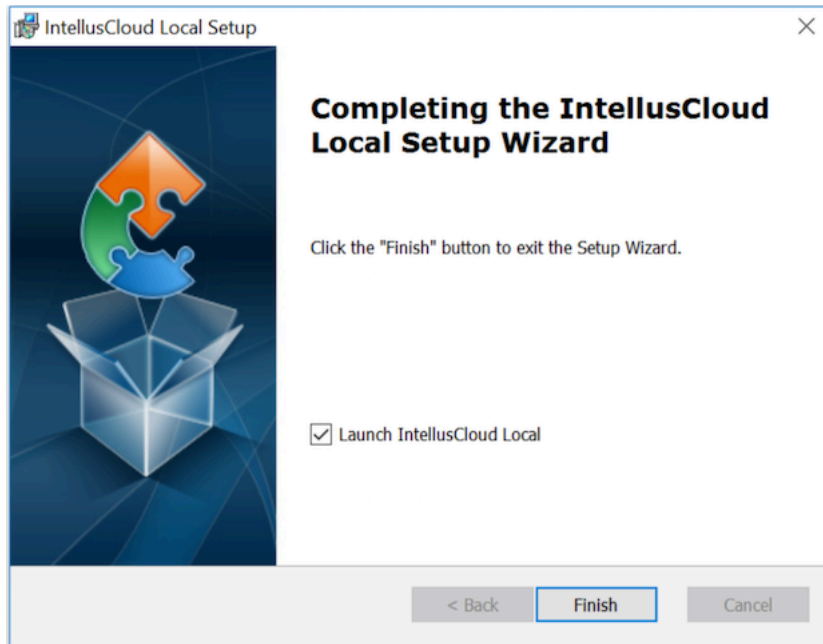 IntellusCloud Local Setup
Completing the IntellusCloud
Local Setup Wizard
Click the "Finish" button to exit the Setup Wizard.
Launch IntellusCloud Local
< Back
Finish
Cancel